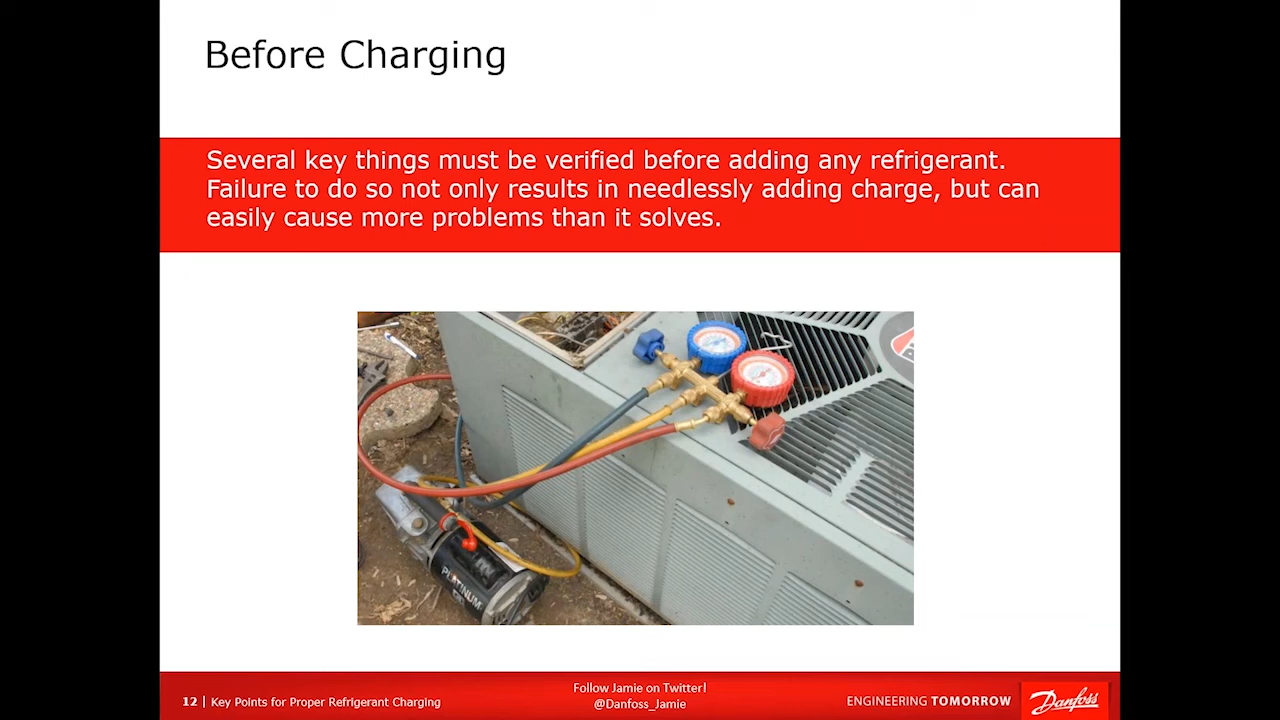 Before Charging
Several key things must be verified before adding any refrigerant.
Failure to do so not only results in needlessly adding charge, but can
easily cause more problems than it solves.
PLATINUM
12 | Key Points for Proper Refrigerant Charging
Follow Jamie on Twitter!
@Danfoss_Jamie
ENGINEERING TOMORROW
Danfoss